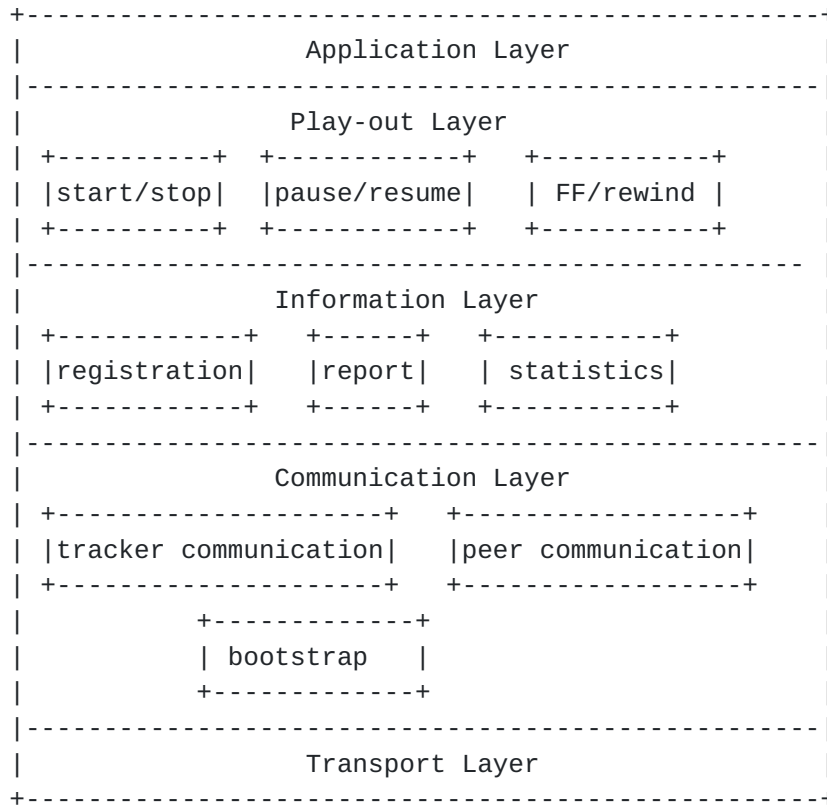 +---------------------------------------------------+
|                  Application Layer                |
|---------------------------------------------------|
|                 Play-out Layer                    |
| +----------+  +------------+   +-----------+      |
| |start/stop|  |pause/resume|   | FF/rewind |      |
| +----------+  +------------+   +-----------+      |
|--------------------------------------------------
|                Information Layer                  |
| +------------+   +------+   +-----------+         |
| |registration|   |report|   | statistics|         |
| +------------+   +------+   +-----------+         |
|---------------------------------------------------|
|                Communication Layer                |
| +---------------------+   +------------------+    |
| |tracker communication|   |peer communication|    |
| +---------------------+   +------------------+    |
|           +-------------+                         |
|           | bootstrap   |                         |
|           +-------------+                         |
|---------------------------------------------------|
|                  Transport Layer                  |
+---------------------------------------------------+